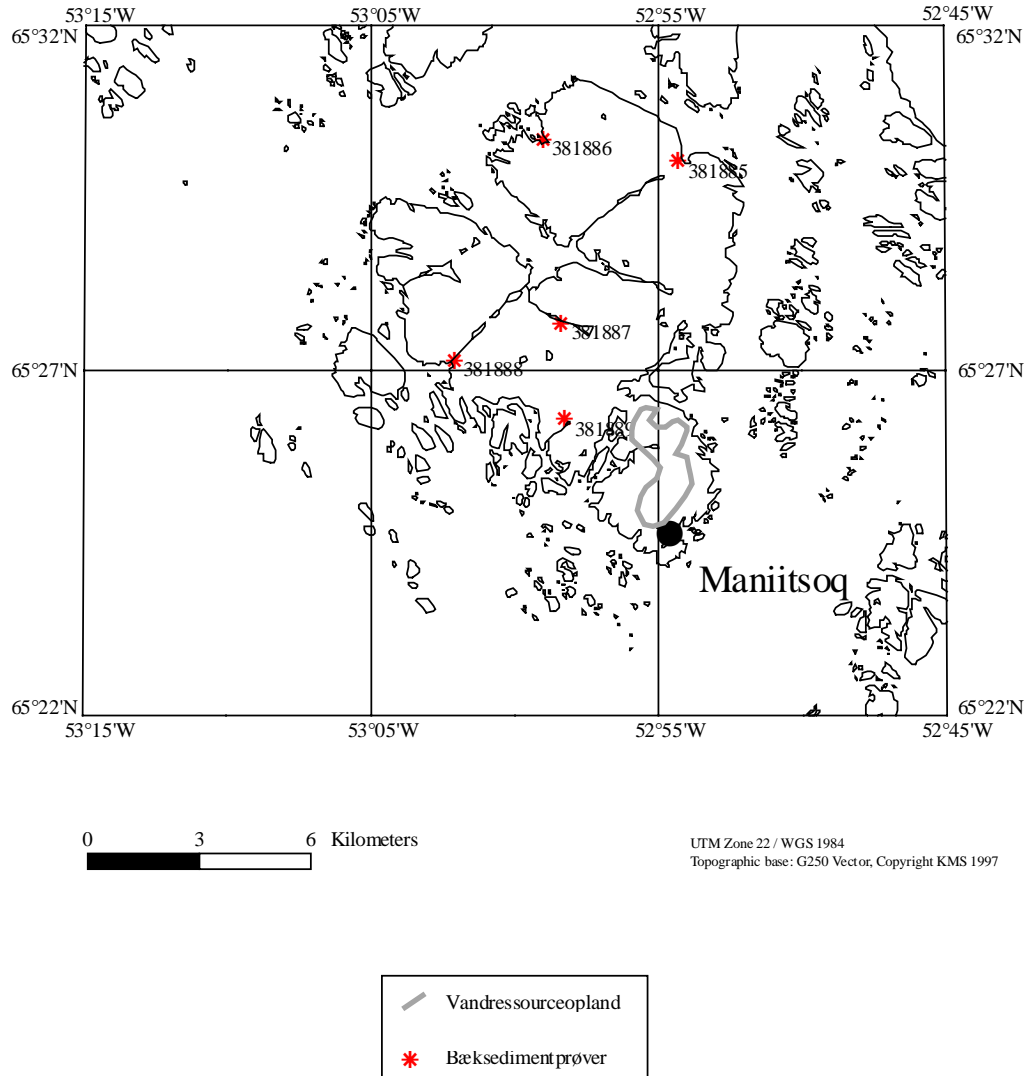 53°15'W 53°05'W 52°55'W 52°45'W
65°32'N 65°32'N
381886
381885
381887
381888
65°27'N 65°27'N
381889
Maniitsoq
65°22'N 65°22'N
53°15'W 53°05'W 52°55'W 52°45'W
0 3 6 Kilometers
UTM Zone 22 / WGS 1984
Topographic base: G250 Vector, Copyright KMS 1997
Vandressourceopland
Bæksedimentprøver